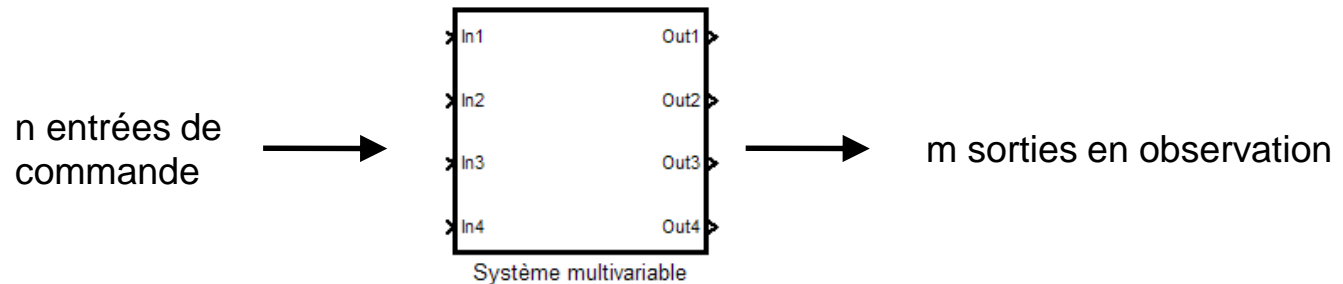 In1 Out1
In2 Out2
n entrées de
commande
In3 Out3
m sorties en observation
In4 Out4
Système multivariable